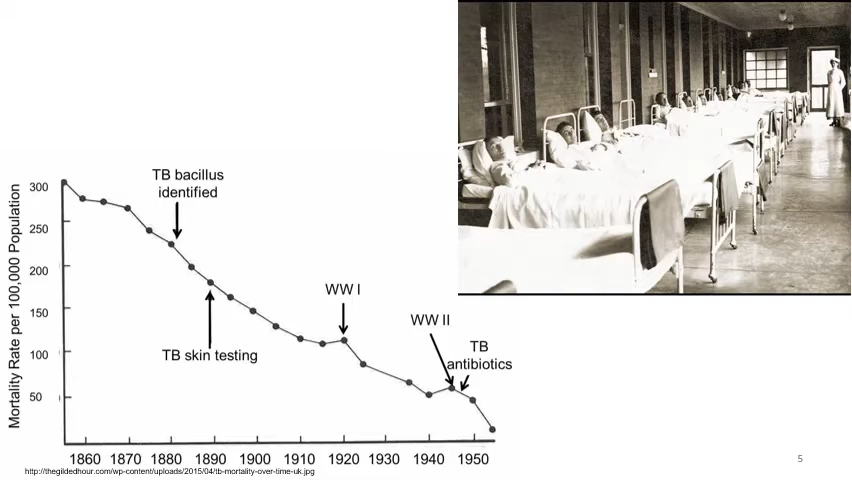 TB bacillus
identified
300
250
200
150
100
50
Mortality Rate per 100,000 Population
WW I
WW II
TB
antibiotics
TB skin testing
1860 1870 1880 1890 1900 1910 1920 1930 1940 1950
http://thegildedhour.com/wp-content/uploads/2015/04/tb-mortality-over-time-uk.jpg
5